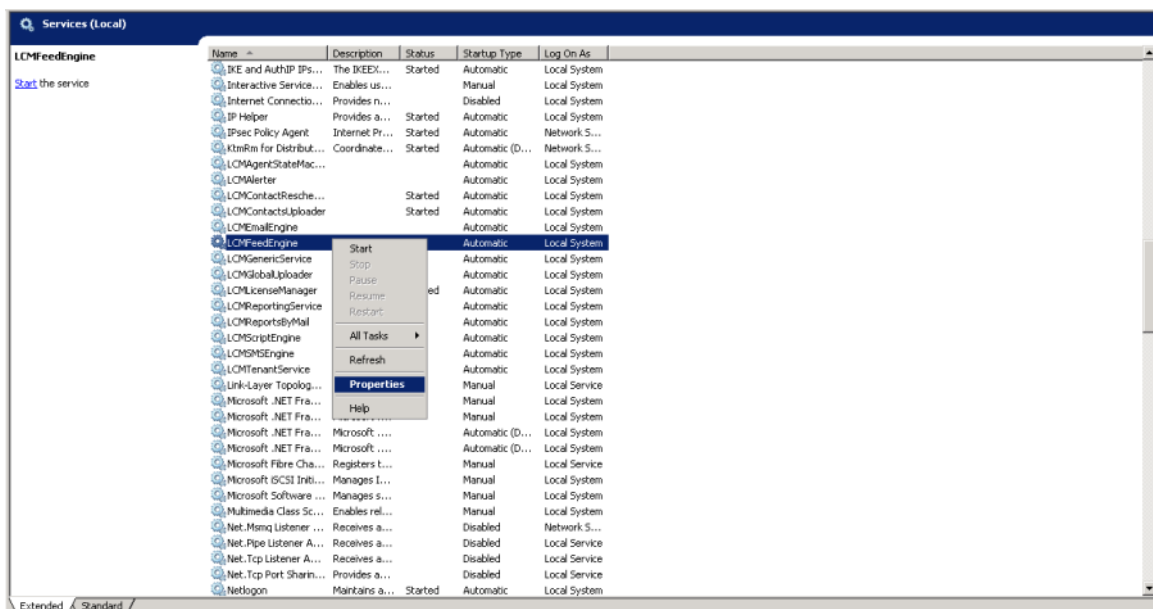 Services (Local)
LCMFeedEngine
Start the service
Name Description Status Startup Type Log On As
IKE and AuthIP IPs... The IKEEX... Started Automatic Local System
Interactive Service... Enables us... Manual Local System
Internet Connectio... Provides n... Disabled Local System
IP Helper Provides a... Started Automatic Local System
IPsec Policy Agent Internet Pr... Started Automatic Network S...
KtmRm for Distribut... Coordinate... Started Automatic (D... Network S...
LCMAgentStateMac... Automatic Local System
LCMAlerter Automatic Local System
LCMContactResche... Started Automatic Local System
LCMContactsUploader Started Automatic Local System
LCMEmailEngine Automatic Local System
LCMFeedEngine Automatic Local System
LCMGenericService Automatic Local System
LCMGlobalUploader Automatic Local System
LCMLicenseManager ed Automatic Local System
LCMReportingService Automatic Local System
LCMReportsByMail Automatic Local System
LCMScriptEngine Automatic Local System
LCMSMSEngine Automatic Local System
LCMTenantService Automatic Local System
Link-Layer Topolog... Manual Local Service
Microsoft .NET Fra... Manual Local System
Microsoft .NET Fra... Microsoft .... Automatic (D... Local System
Microsoft .NET Fra... Microsoft .... Automatic (D... Local System
Microsoft Fibre Cha... Registers t... Manual Local Service
Microsoft iSCSI Initi... Manages I... Manual Local System
Microsoft Software ... Manages s... Manual Local System
Multimedia Class Sc... Enables rel... Manual Local System
Net.Msmq Listener ... Receives a... Disabled Network S...
Net.Pipe Listener A... Receives a... Disabled Local Service
Net.Tcp Listener A... Receives a... Disabled Local Service
Net.Tcp Port Sharin... Provides a... Disabled Local Service
Netlogon Maintains a... Started Automatic Local System
Start
Stop
Pause
Resume
Restart
All Tasks
Refresh
Properties
Help
Extended Standard